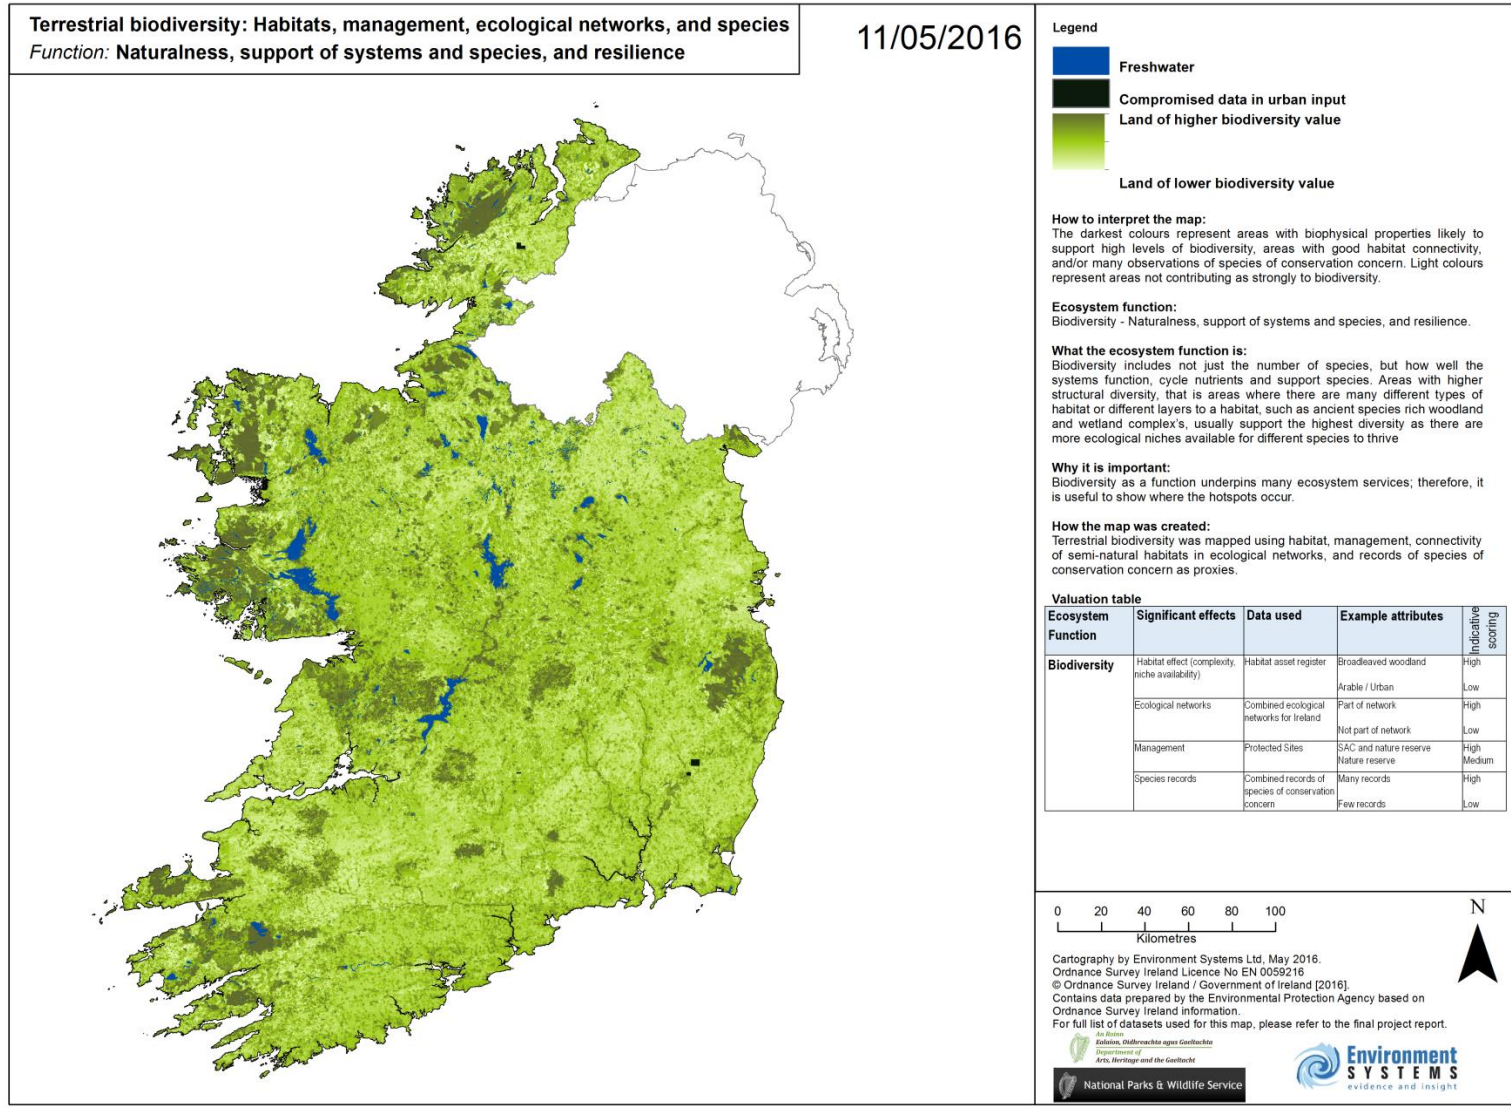 Terrestrial biodiversity: Habitats, management, ecological networks, and species
Function: Naturalness, support of systems and species, and resilience
11/05/2016
Legend
Freshwater
Compromised data in urban input
Land of higher biodiversity value
Land of lower biodiversity value
How to interpret the map:
The darkest colours represent areas with biophysical properties likely to
support high levels of biodiversity, areas with good habitat connectivity,
and/or many observations of species of conservation concern. Light colours
represent areas not contributing as strongly to biodiversity.
Ecosystem function:
Biodiversity - Naturalness, support of systems and species, and resilience.
What the ecosystem function is:
Biodiversity includes not just the number of species, but how well the
systems function, cycle nutrients and support species. Areas with higher
structural diversity, that is areas where there are many different types of
habitat or different layers to a habitat, such as ancient species rich woodland
and wetland complex's, usually support the highest diversity as there are
more ecological niches available for different species to thrive
Why it is important:
Biodiversity as a function underpins many ecosystem services; therefore, it
is useful to show where the hotspots occur.
How the map was created:
Terrestrial biodiversity was mapped using habitat, management, connectivity
of semi-natural habitats in ecological networks, and records of species of
conservation concern as proxies.
Valuation table
Ecosystem Function
Significant effects
Data used
Example attributes
Indicative scoring
Biodiversity
Habitat effect (complexity, niche availability)
Habitat asset register
Broadleaved woodland
High
Arable / Urban
Low
Ecological networks
Combined ecological networks for Ireland
Part of network
High
Not part of network
Low
Management
Protected Sites
SAC and nature reserve
High
Nature reserve
Medium
Species records
Combined records of species of conservation concern
Many records
High
Few records
Low
0 20 40 60 80 100
Kilometres
N
Cartography by Environment Systems Ltd, May 2016.
Ordnance Survey Ireland Licence No EN 0059216
© Ordnance Survey Ireland / Government of Ireland [2016].
Contains data prepared by the Environmental Protection Agency based on
Ordnance Survey Ireland information.
For full list of datasets used for this map, please refer to the final project report.
An Roinn
Ealaíon, Oidhreachta agus Gaeltachta
Department of
Arts, Heritage and the Gaeltacht
National Parks & Wildlife Service
Environment
SYSTEMS
evidence and insight